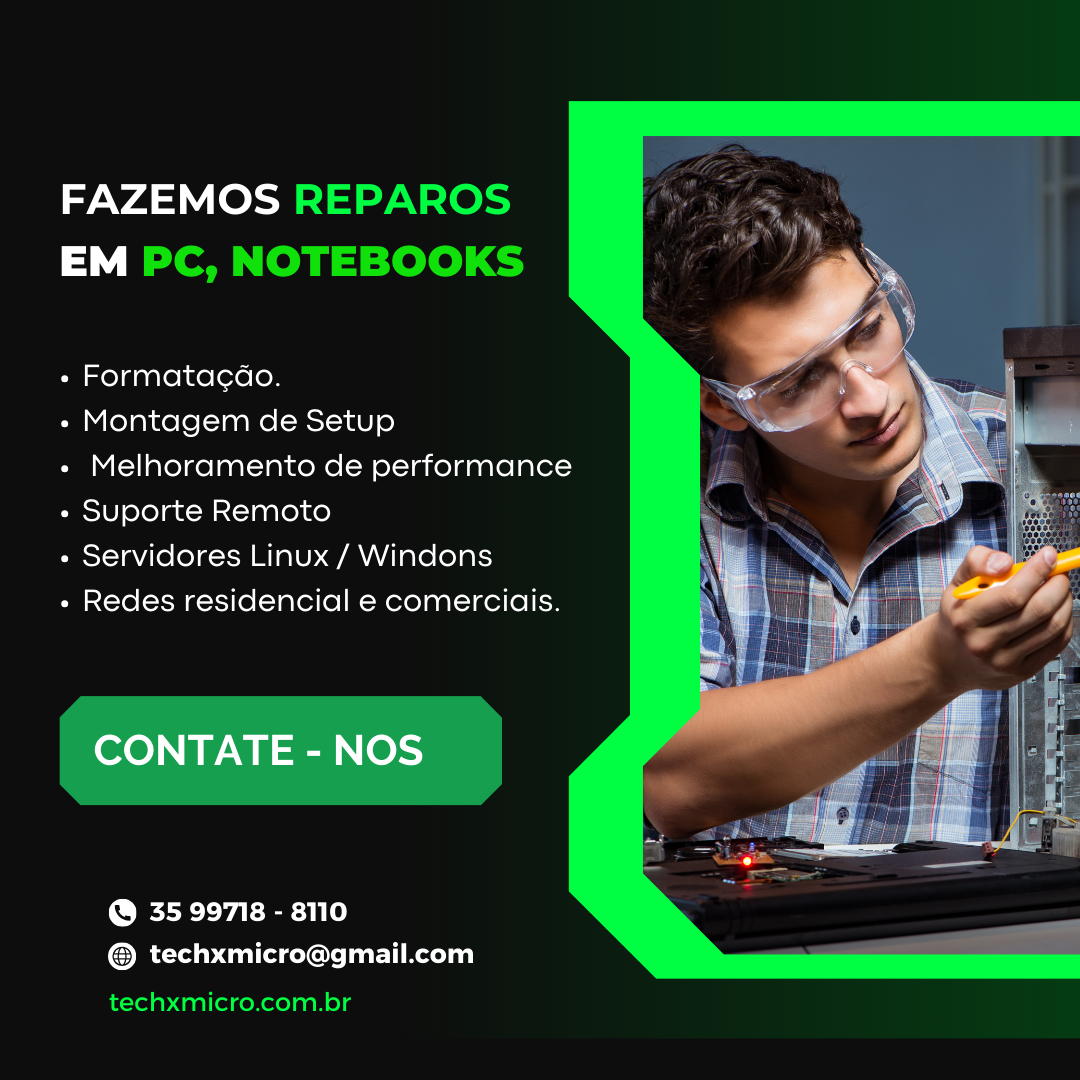 FAZEMOS REPAROS
EM PC, NOTEBOOKS
• Formatação.
• Montagem de Setup
• Melhoramento de performance
• Suporte Remoto
• Servidores Linux / Windons
• Redes residencial e comerciais.
CONTATE - NOS
35 99718 - 8110
techxmicro@gmail.com
techxmicro.com.br